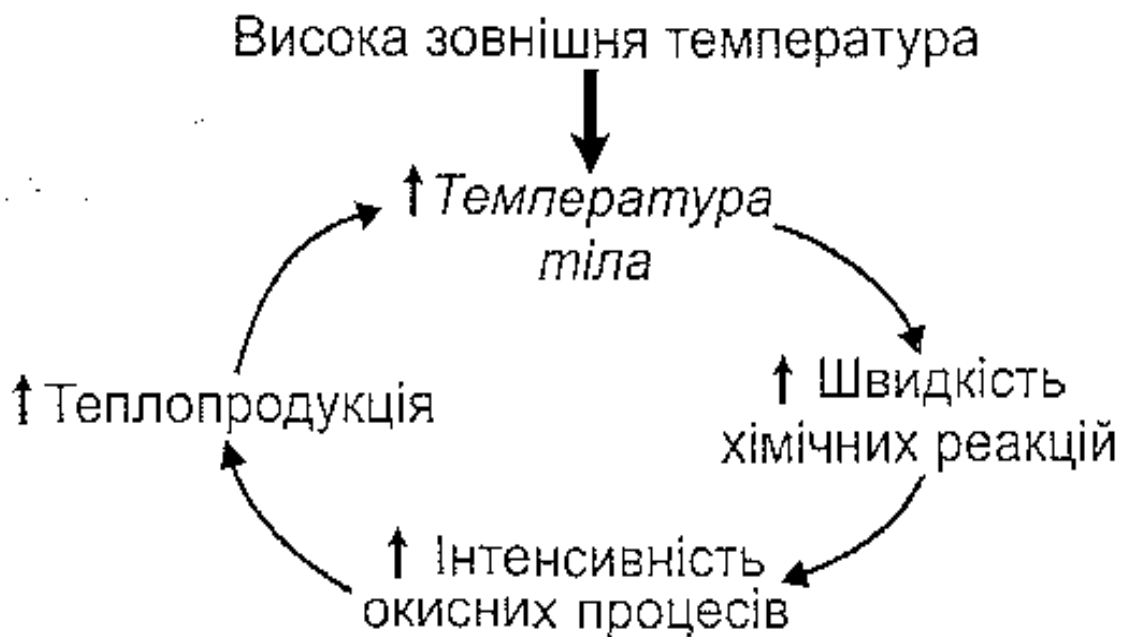 Висока зовнішня температура
↑ Температура
тіла
↑ Швидкість
хімічних реакцій
↑ Інтенсивність
окисних процесів
↑ Теплопродукція